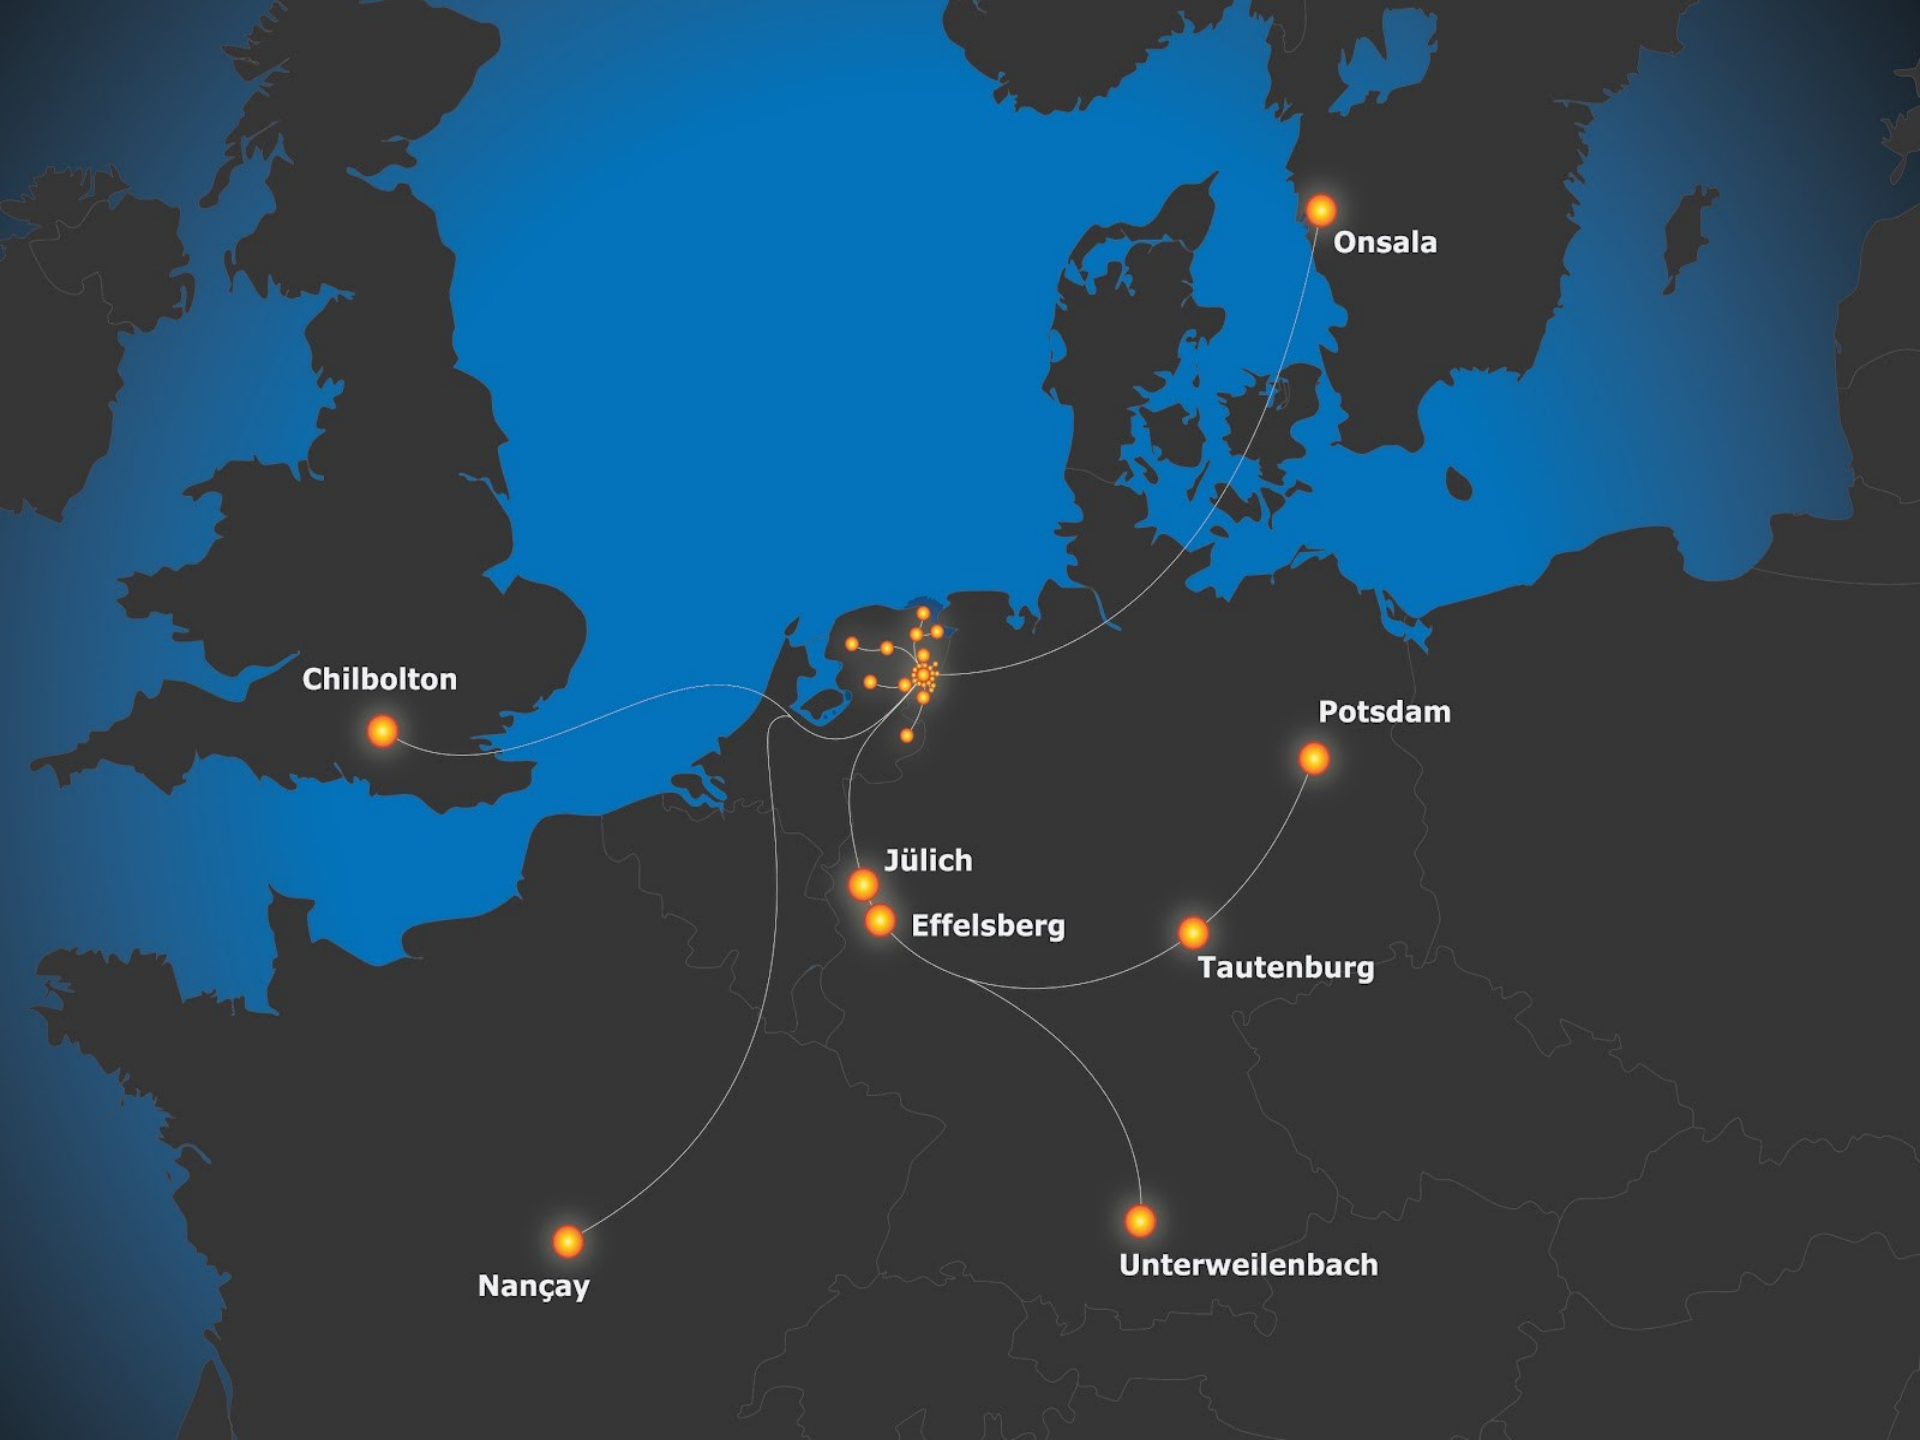 Onsala
Chilbolton
Potsdam
Jülich
Effelsberg
Tautenburg
Unterweilenbach
Nançay